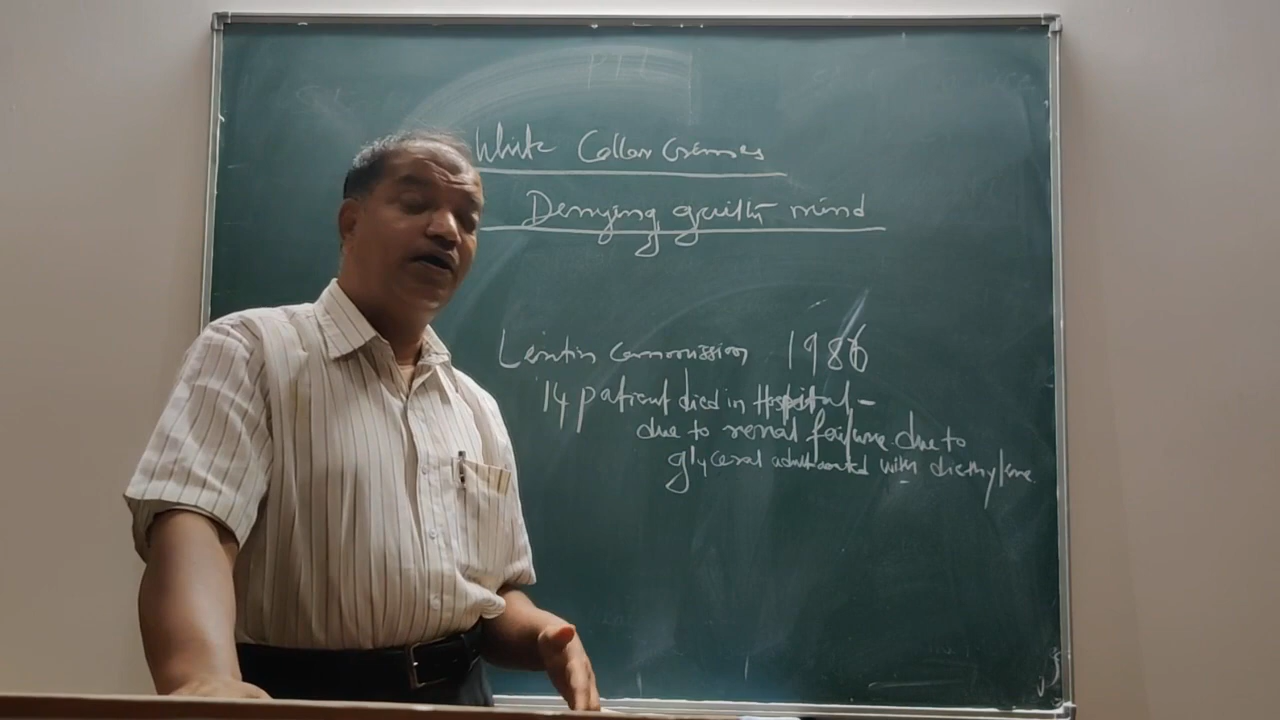 White Collar Crimes
Denying guilty mind
Lentin Commission 1986
14 patient died in Hospital -
due to renal failure due to
glycerol adulterated with diethylene